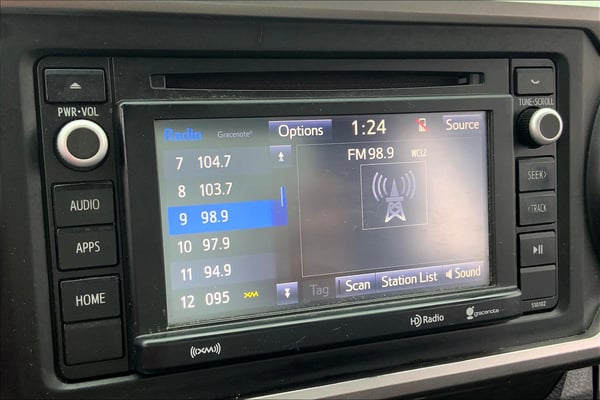 PWR•VOL
AUDIO
APPS
HOME
Radio Gracenote® Options 1:24 Source
7 104.7
8 103.7
9 98.9
10 97.9
11 94.9
12 095 XM
FM 98.9 WCLZ
Tag Scan Station List Sound
((XM))
HD Radio gracenote
TUNE•SCROLL
SEEK>
<TRACK
510102